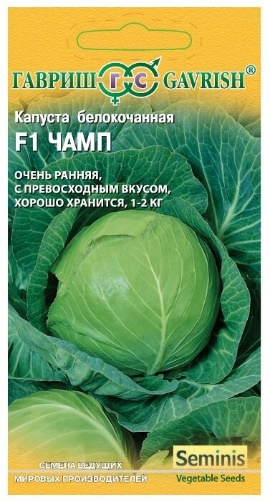 ГАВРИШ Г С GAVRISH®
Капуста белокочанная
F1 ЧАМП
ОЧЕНЬ РАННЯЯ,
С ПРЕВОСХОДНЫМ ВКУСОМ,
ХОРОШО ХРАНИТСЯ, 1-2 КГ
СЕМЕНА ВЕДУЩИХ
МИРОВЫХ ПРОИЗВОДИТЕЛЕЙ
Seminis
Vegetable Seeds